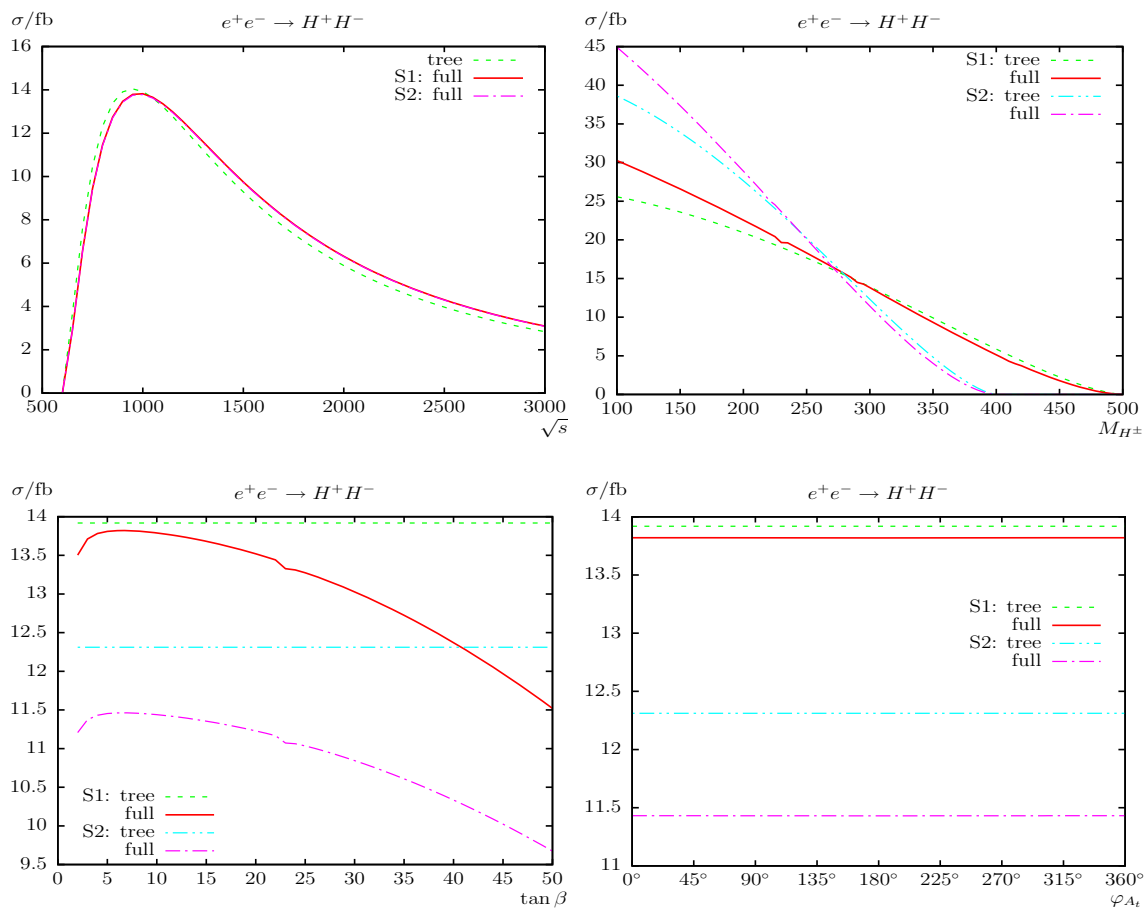 σ/fb
e⁺e⁻ → H⁺H⁻
16
14
12
10
8
6
4
2
0
tree
S1: full
S2: full
500 1000 1500 2000 2500 3000
√s
σ/fb
e⁺e⁻ → H⁺H⁻
45
40
35
30
25
20
15
10
5
0
S1: tree
full
S2: tree
full
100 150 200 250 300 350 400 450 500
M_{H^±}
σ/fb
e⁺e⁻ → H⁺H⁻
14
13.5
13
12.5
12
11.5
11
10.5
10
9.5
S1: tree
full
S2: tree
full
0 5 10 15 20 25 30 35 40 45 50
tan β
σ/fb
e⁺e⁻ → H⁺H⁻
14
13.5
13
12.5
12
11.5
11
S1: tree
full
S2: tree
full
0° 45° 90° 135° 180° 225° 270° 315° 360°
φ_{A_t}